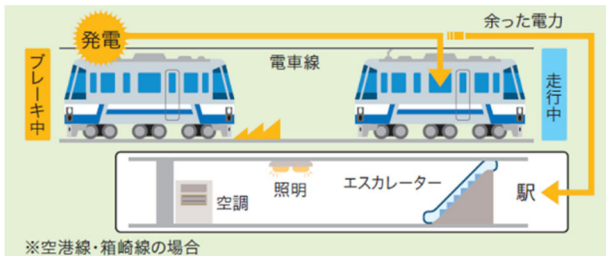 余った電力
発電
電車線
ブレーキ中
走行中
照明
エスカレーター
駅
空調
※空港線・箱崎線の場合